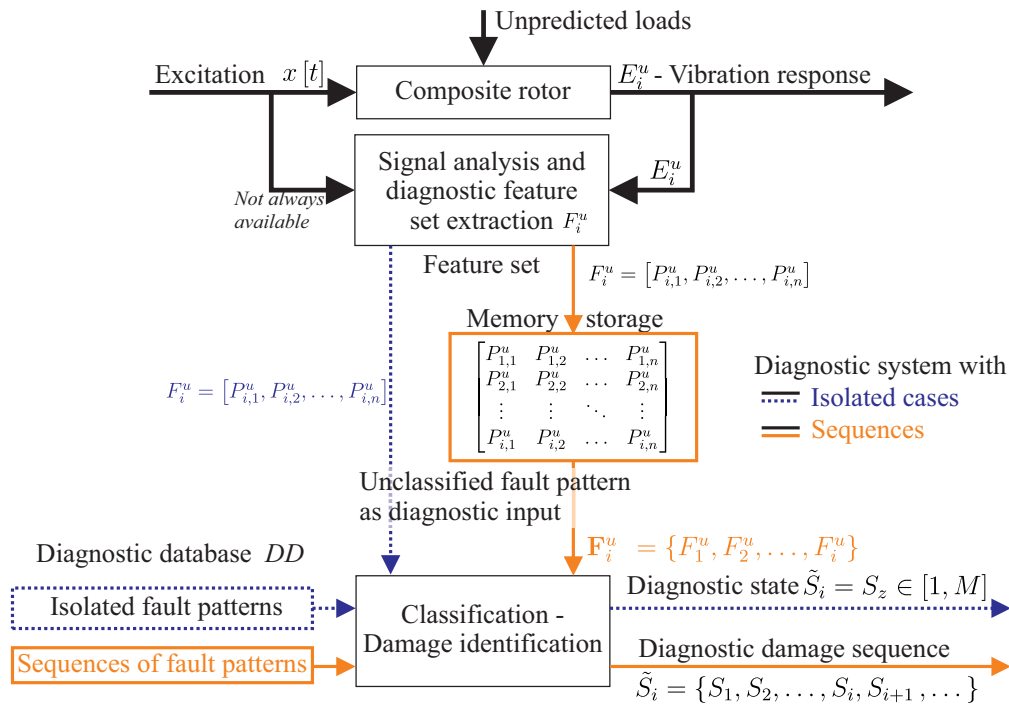 Unpredicted loads
Excitation x[t]
Composite rotor
E_i^u - Vibration response
Signal analysis and
diagnostic feature
set extraction F_i^u
E_i^u
Not always
available
Feature set
F_i^u = [P_{i,1}^u, P_{i,2}^u, ..., P_{i,n}^u]
Memory storage
P_{1,1}^u P_{1,2}^u ... P_{1,n}^u
P_{2,1}^u P_{2,2}^u ... P_{2,n}^u
⋮ ⋮ ⋱ ⋮
P_{i,1}^u P_{i,2}^u ... P_{i,n}^u
Diagnostic system with
Isolated cases
Sequences
F_i^u = [P_{i,1}^u, P_{i,2}^u, ..., P_{i,n}^u]
Unclassified fault pattern
as diagnostic input
F_i^u = {F_1^u, F_2^u, ..., F_i^u}
Diagnostic database DD
Isolated fault patterns
Sequences of fault patterns
Classification -
Damage identification
Diagnostic state S̃_i = S_z ∈ [1, M]
Diagnostic damage sequence
S̃_i = {S_1, S_2, ..., S_i, S_{i+1}, ...}